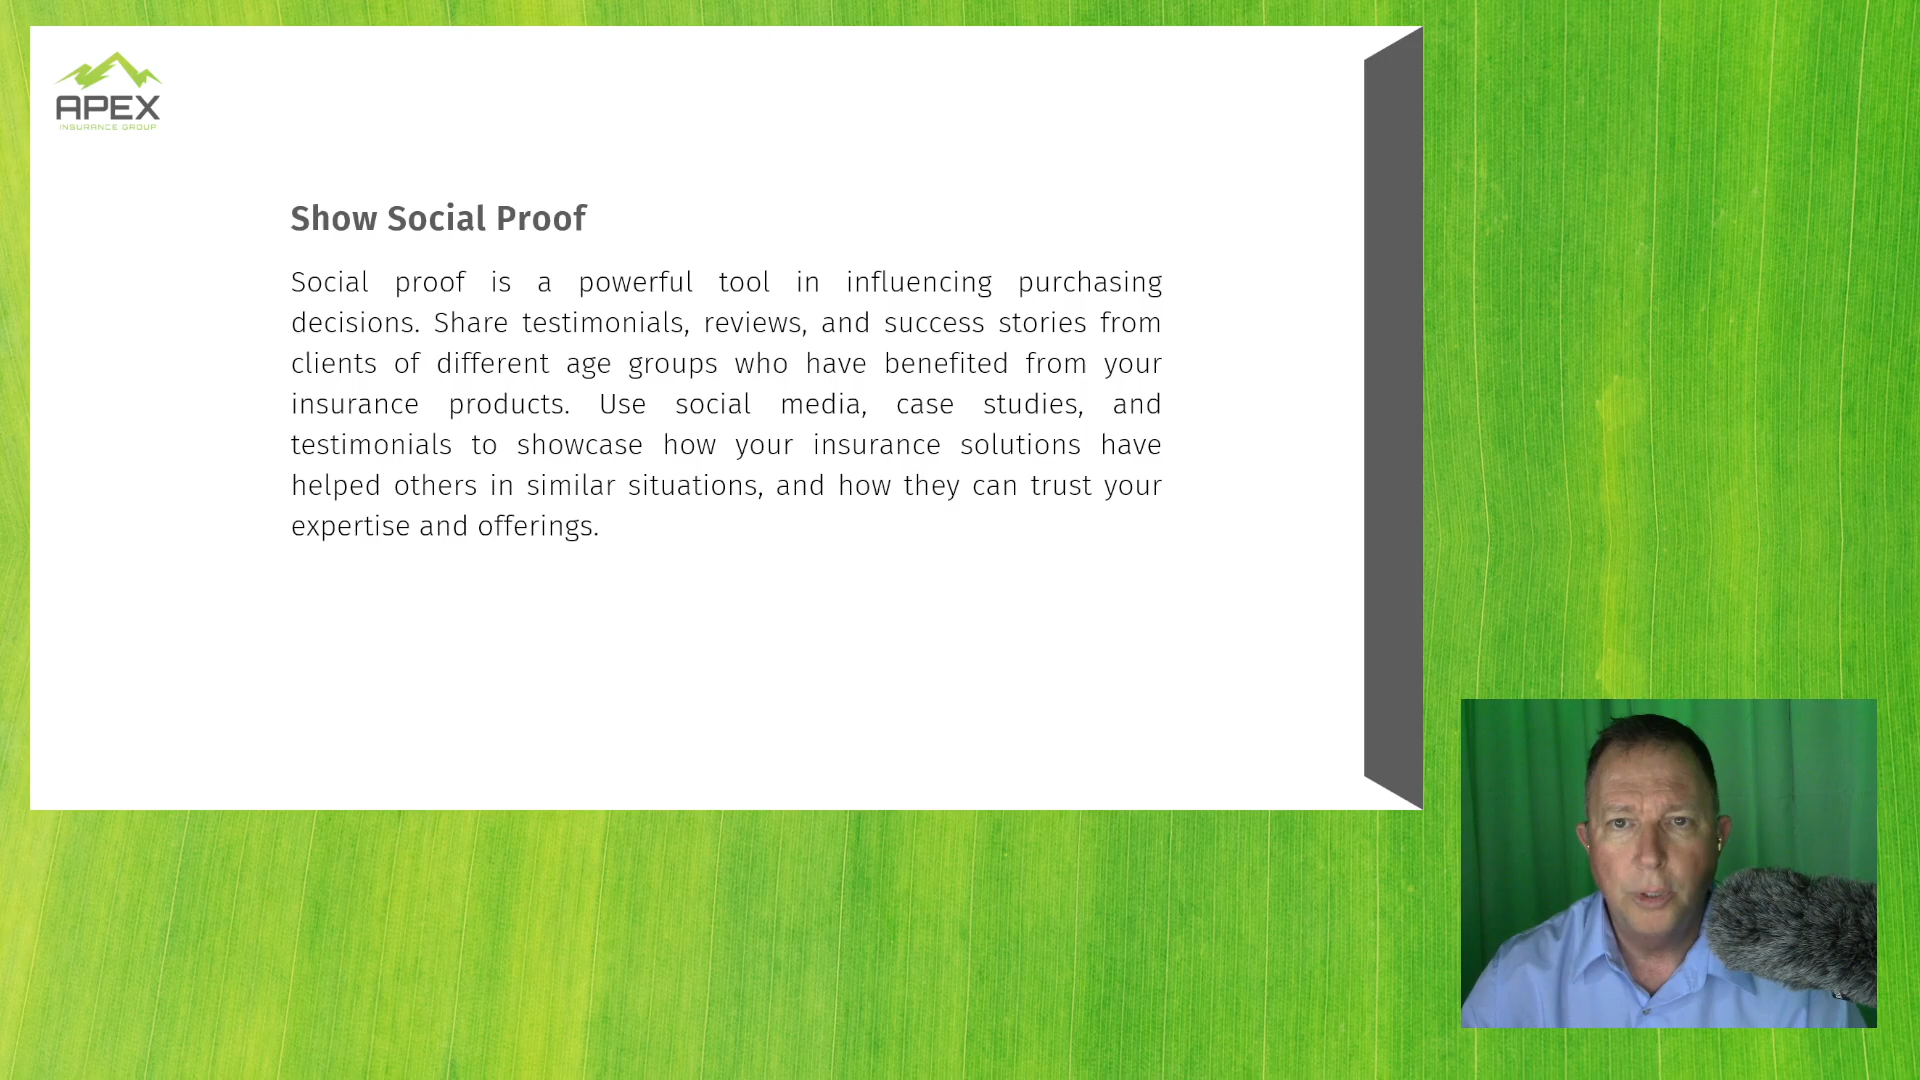 APEX
INSURANCE GROUP
Show Social Proof
Social proof is a powerful tool in influencing purchasing
decisions. Share testimonials, reviews, and success stories from
clients of different age groups who have benefited from your
insurance products. Use social media, case studies, and
testimonials to showcase how your insurance solutions have
helped others in similar situations, and how they can trust your
expertise and offerings.